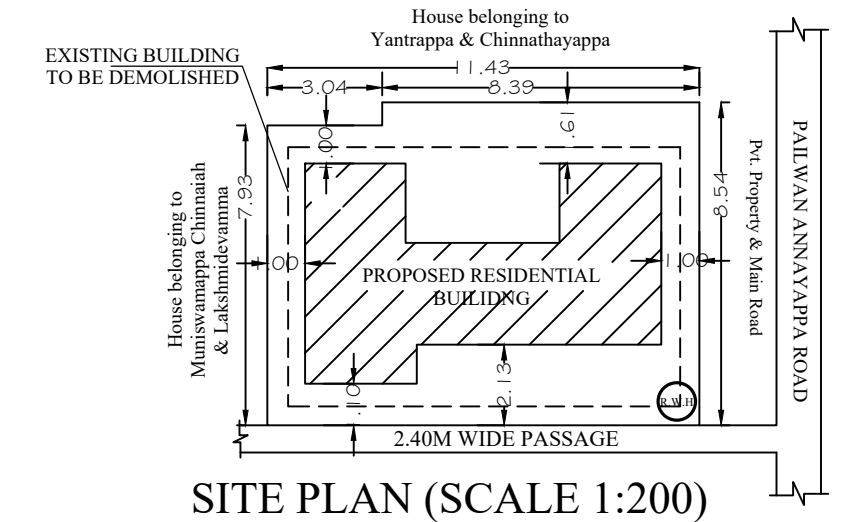 House belonging to
Yantrappa & Chinnathayappa
EXISTING BUILDING
TO BE DEMOLISHED
11.43
3.04
8.39
1.00
1.61
7.93
8.54
House belonging to
Muniswamappa Chinnaiah
& Lakshmidevamma
Pvt. Property & Main Road
PAILWAN ANNAYAPPA ROAD
1.00
1.00
PROPOSED RESIDENTIAL
BUILIDNG
2.13
1.10
R.W.H
2.40M WIDE PASSAGE
SITE PLAN (SCALE 1:200)